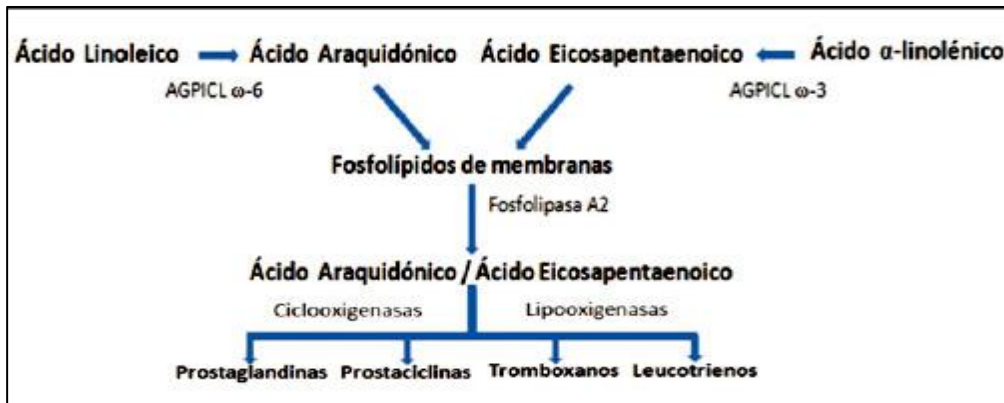 Ácido Linoleico Ácido Araquidónico Ácido Eicosapentaenoico Ácido α-linolénico
AGPICL ω-6 AGPICL ω-3
Fosfolípidos de membranas
Fosfolipasa A2
Ácido Araquidónico / Ácido Eicosapentaenoico
Ciclooxigenasas Lipooxigenasas
Prostaglandinas Prostaciclinas Tromboxanos Leucotrienos